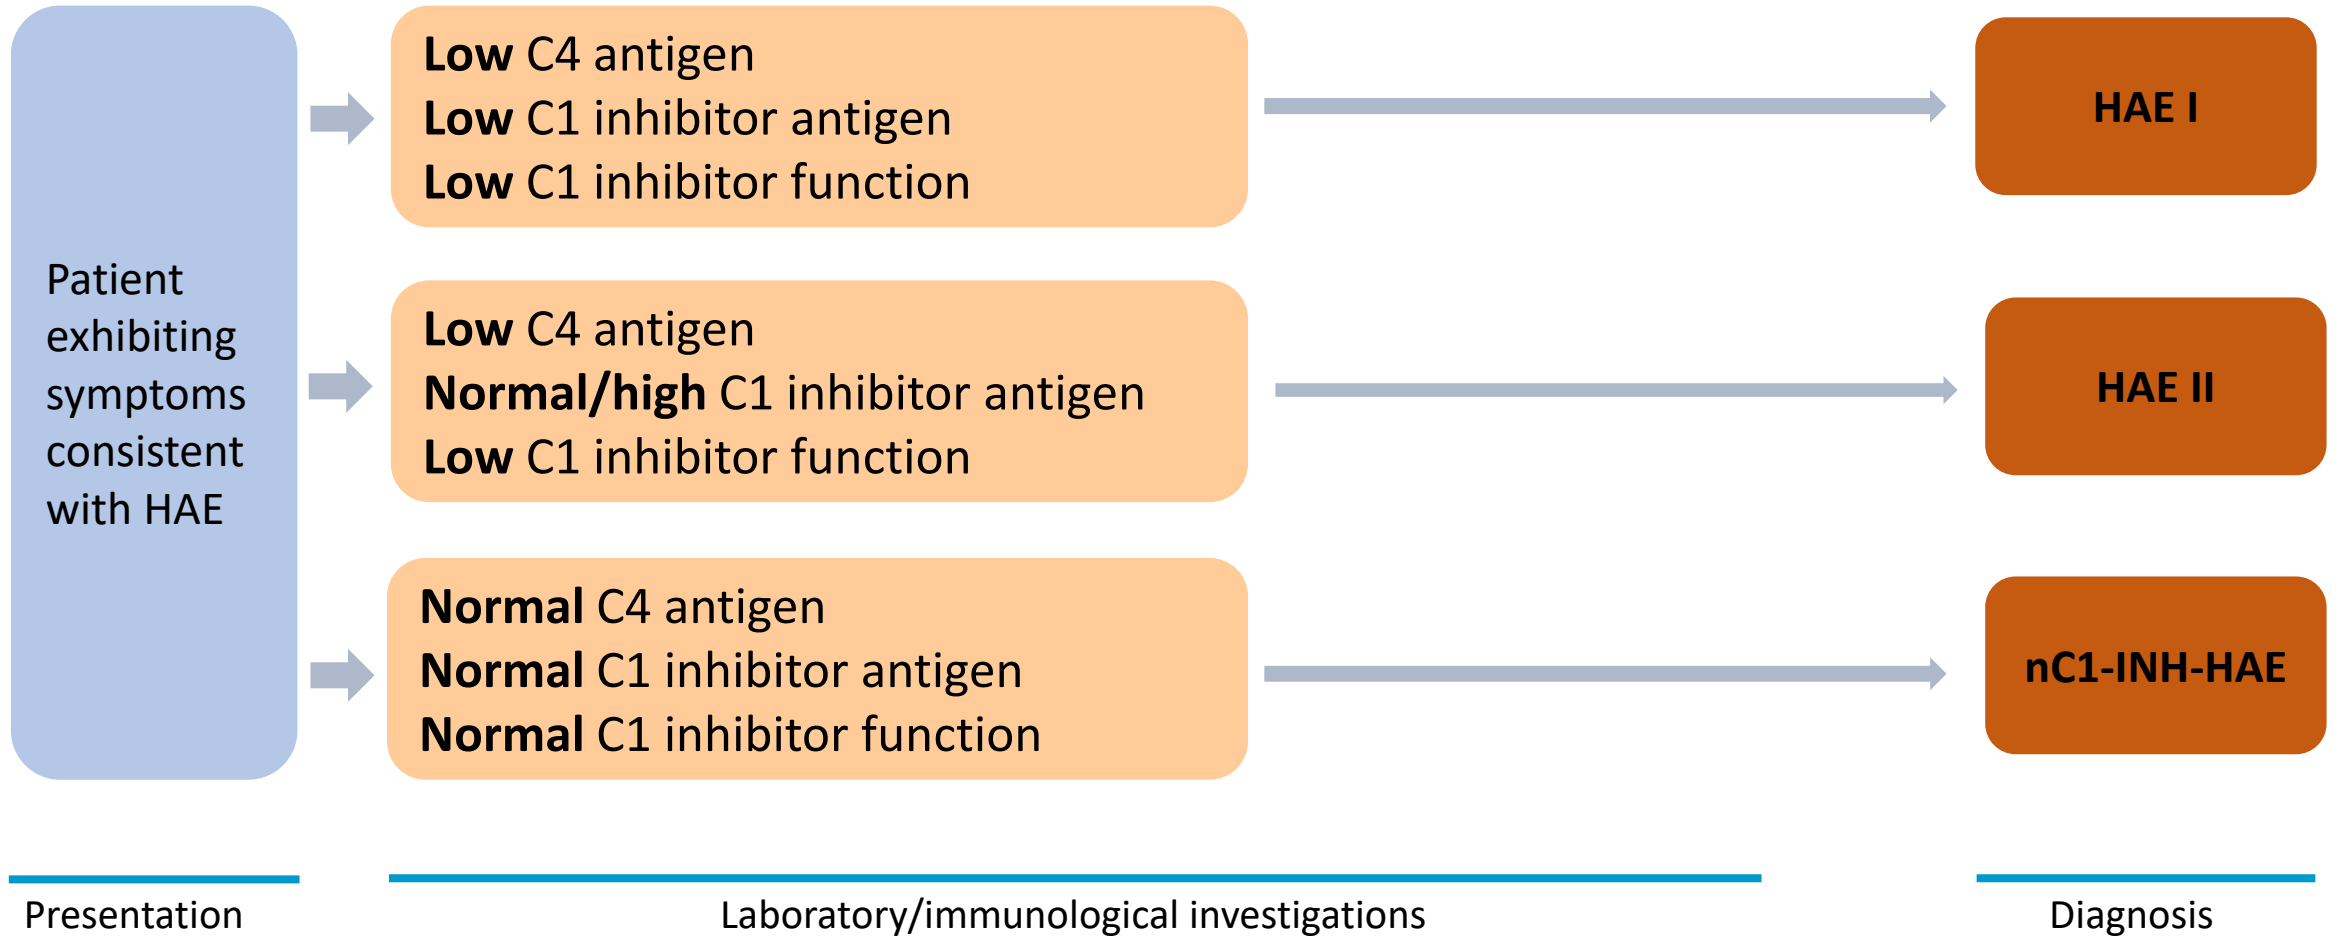 Patient
exhibiting
symptoms
consistent
with HAE
Low C4 antigen
Low C1 inhibitor antigen
Low C1 inhibitor function
HAE I
Low C4 antigen
Normal/high C1 inhibitor antigen
Low C1 inhibitor function
HAE II
Normal C4 antigen
Normal C1 inhibitor antigen
Normal C1 inhibitor function
nC1-INH-HAE
Presentation
Laboratory/immunological investigations
Diagnosis